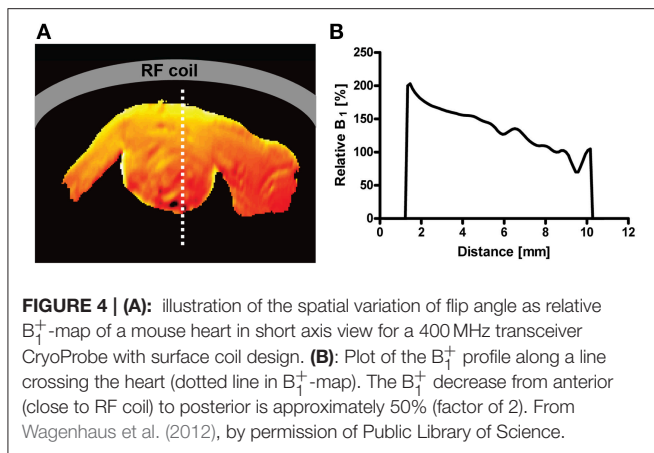 A
RF coil
B
Relative B1 [%]
200
150
100
50
0
0 2 4 6 8 10 12
Distance [mm]
FIGURE 4 | (A): illustration of the spatial variation of flip angle as relative
B1+-map of a mouse heart in short axis view for a 400 MHz transceiver
CryoProbe with surface coil design. (B): Plot of the B1+ profile along a line
crossing the heart (dotted line in B1+-map). The B1+ decrease from anterior
(close to RF coil) to posterior is approximately 50% (factor of 2). From
Wagenhaus et al. (2012), by permission of Public Library of Science.